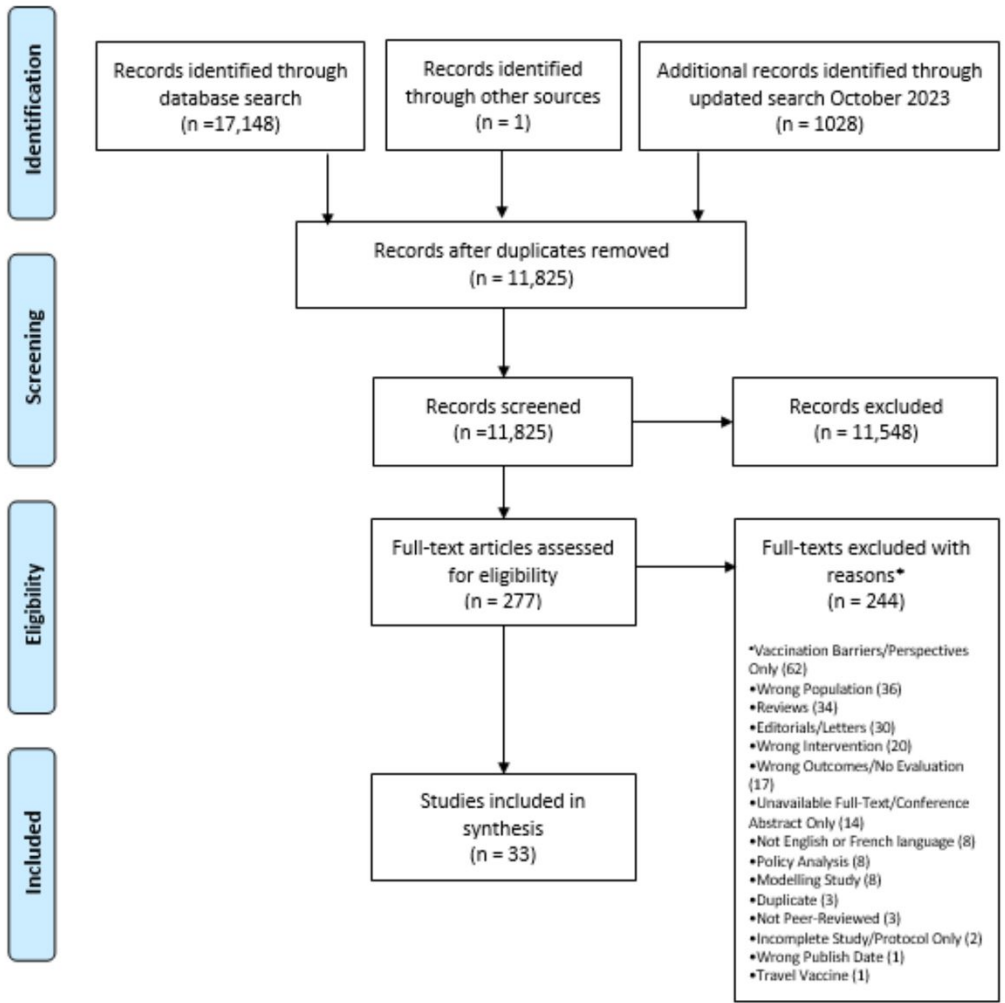 Identification
Records identified through
database search
(n =17,148)
Records identified
through other sources
(n = 1)
Additional records identified through
updated search October 2023
(n = 1028)
Records after duplicates removed
(n = 11,825)
Screening
Records screened
(n =11,825)
Records excluded
(n = 11,548)
Eligibility
Full-text articles assessed
for eligibility
(n = 277)
Full-texts excluded with
reasons*
(n = 244)
*Vaccination Barriers/Perspectives
Only (62)
•Wrong Population (36)
•Reviews (34)
•Editorials/Letters (30)
•Wrong Intervention (20)
•Wrong Outcomes/No Evaluation
(17)
•Unavailable Full-Text/Conference
Abstract Only (14)
•Not English or French language (8)
•Policy Analysis (8)
•Modelling Study (8)
•Duplicate (3)
•Not Peer-Reviewed (3)
•Incomplete Study/Protocol Only (2)
•Wrong Publish Date (1)
•Travel Vaccine (1)
Included
Studies included in
synthesis
(n = 33)